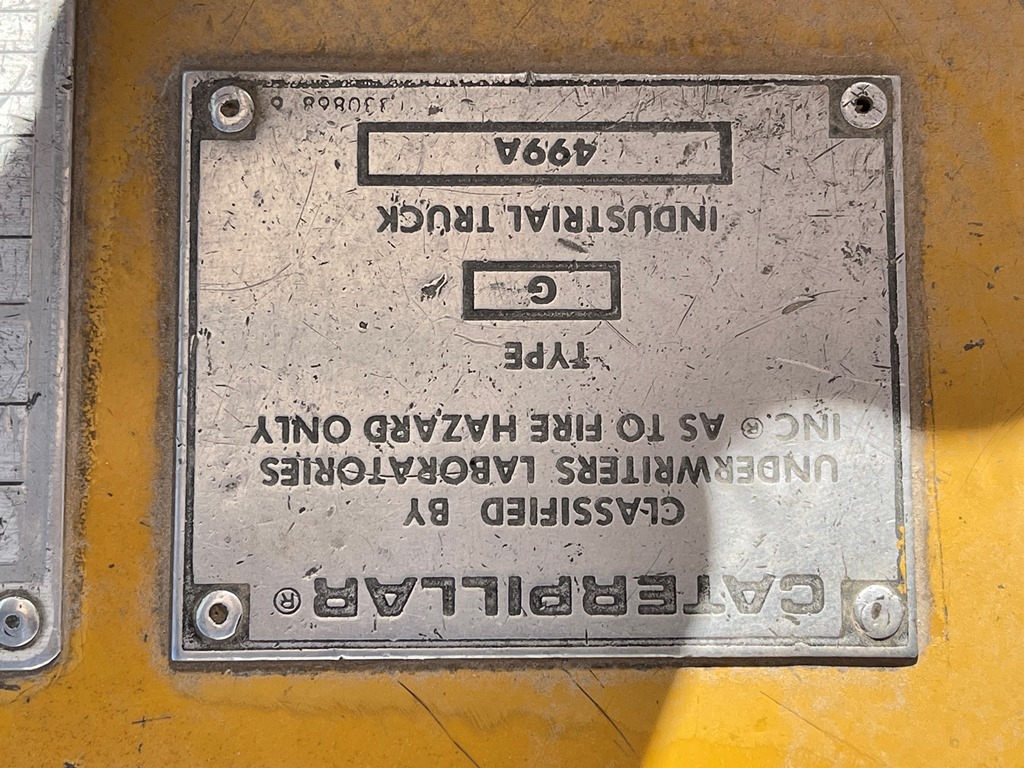 CATERPILLAR ®
CLASSIFIED BY
UNDERWRITERS LABORATORIES
INC.® AS TO FIRE HAZARD ONLY
TYPE
G
INDUSTRIAL TRUCK
499A